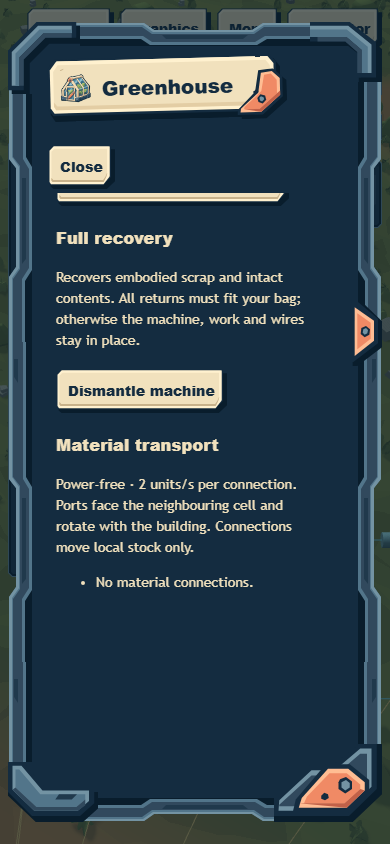 Greenhouse
Close
Full recovery
Recovers embodied scrap and intact
contents. All returns must fit your bag;
otherwise the machine, work and wires
stay in place.
Dismantle machine
Material transport
Power-free · 2 units/s per connection.
Ports face the neighbouring cell and
rotate with the building. Connections
move local stock only.
• No material connections.